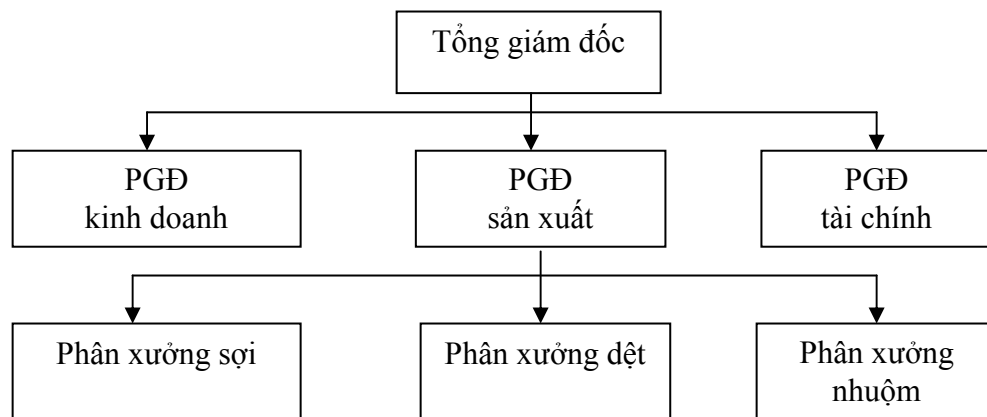 Tổng giám đốc
PGĐ
kinh doanh
PGĐ
sản xuất
PGĐ
tài chính
Phân xưởng sợi
Phân xưởng dệt
Phân xưởng
nhuộm